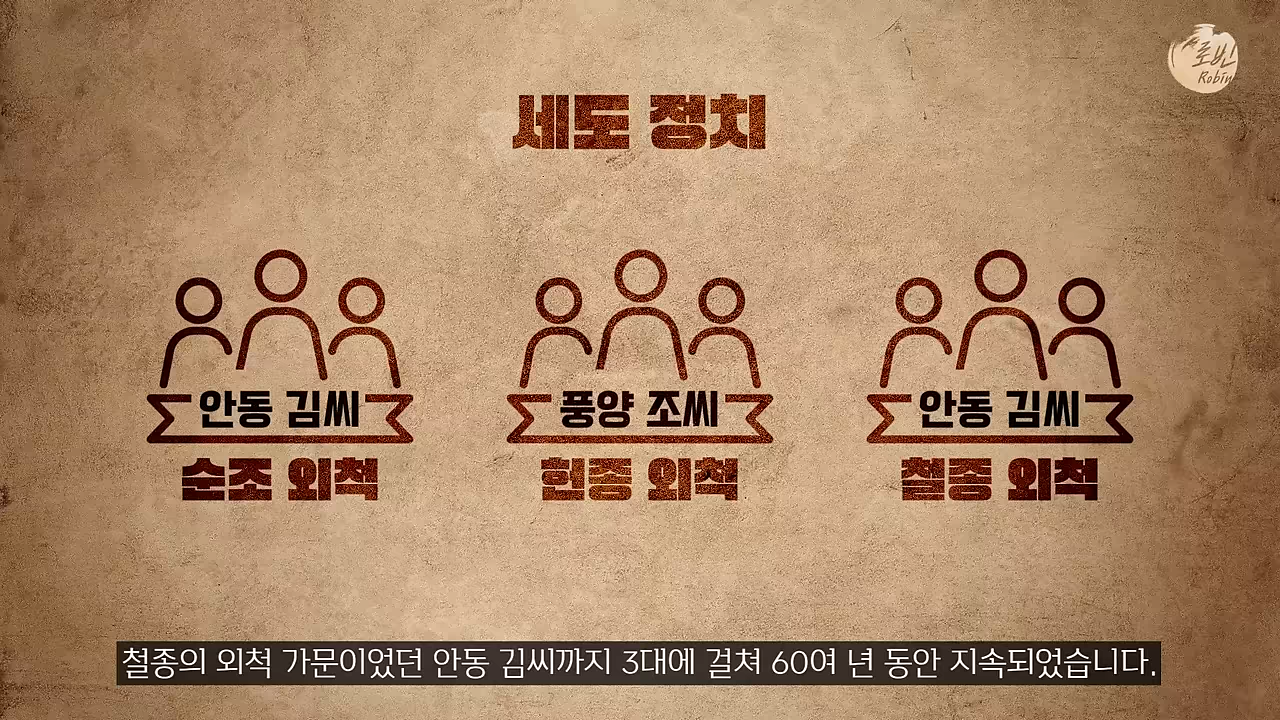 로빈
Robin
세도 정치
안동 김씨
풍양 조씨
안동 김씨
순조 외척
헌종 외척
철종 외척
철종의 외척 가문이었던 안동 김씨까지 3대에 걸쳐 60여 년 동안 지속되었습니다.